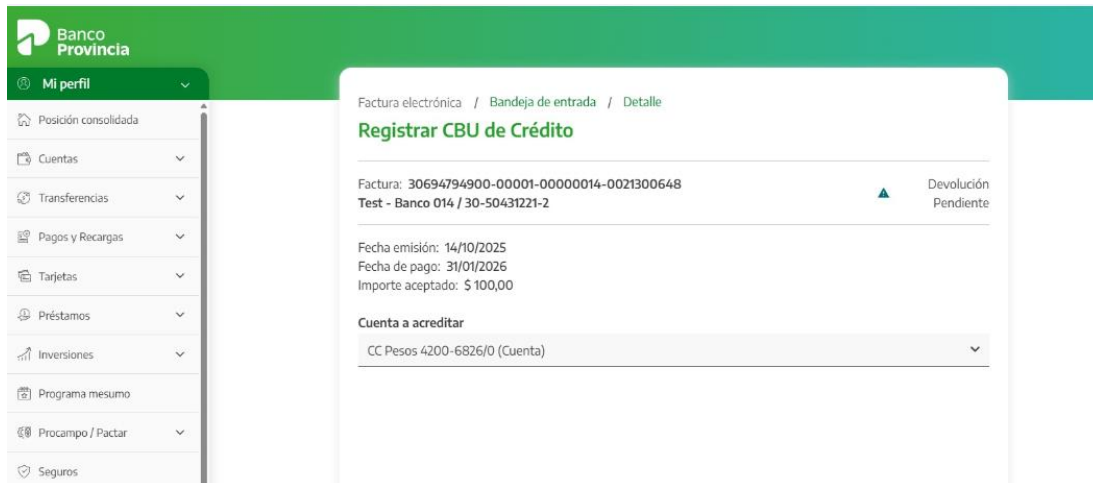 Banco
Provincia
Mi perfil
Posición consolidada
Cuentas
Transferencias
Pagos y Recargas
Tarjetas
Préstamos
Inversiones
Programa mesumo
Procampo / Pactar
Seguros
Factura electrónica / Bandeja de entrada / Detalle
Registrar CBU de Crédito
Factura: 30694794900-00001-00000014-0021300648
Test - Banco 014 / 30-50431221-2
Devolución
Pendiente
Fecha emisión: 14/10/2025
Fecha de pago: 31/01/2026
Importe aceptado: $ 100,00
Cuenta a acreditar
CC Pesos 4200-6826/0 (Cuenta)